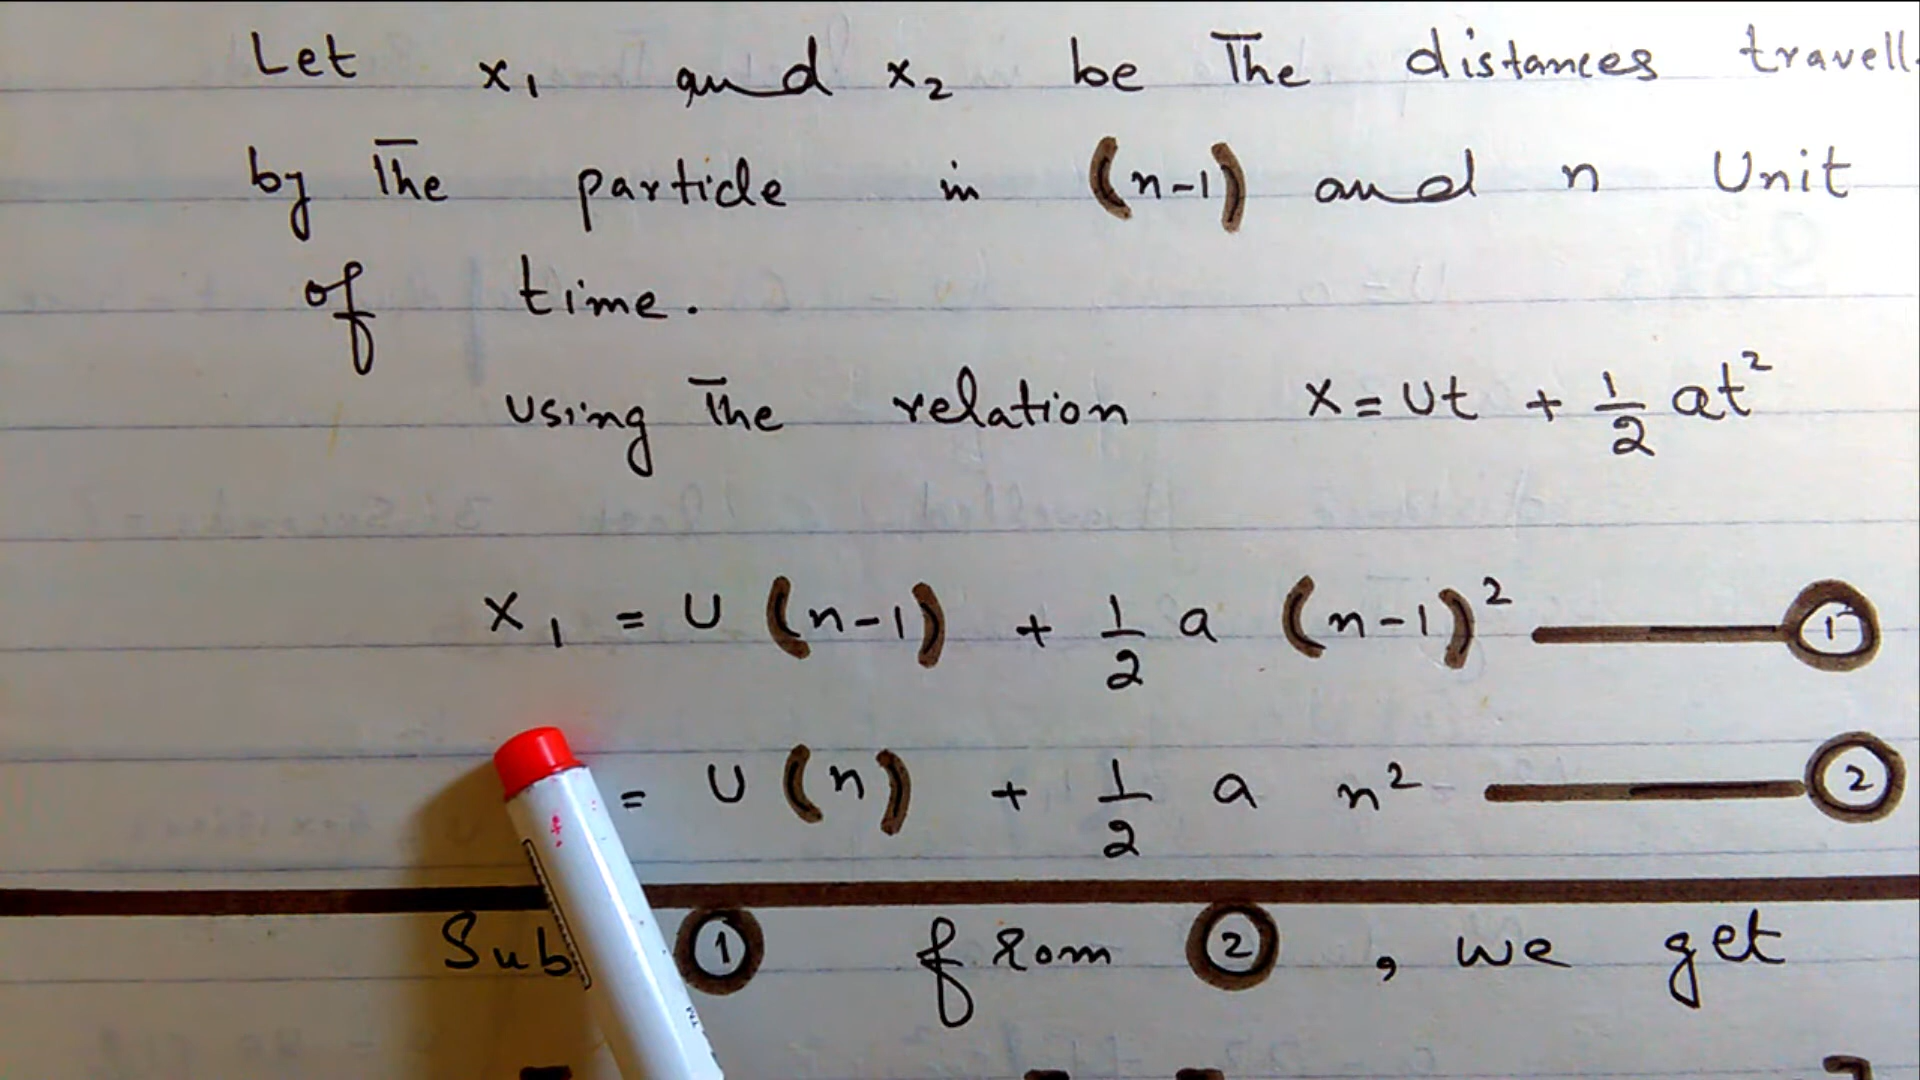 Let x₁ and x₂ be The distances travell
by The particle in (n-1) and n Unit
of time.
using The relation x = ut + 1/2 at²
x₁ = u (n-1) + 1/2 a (n-1)² ——— ①
= u (n) + 1/2 a n² ——— ②
Sub ① from ② , we get